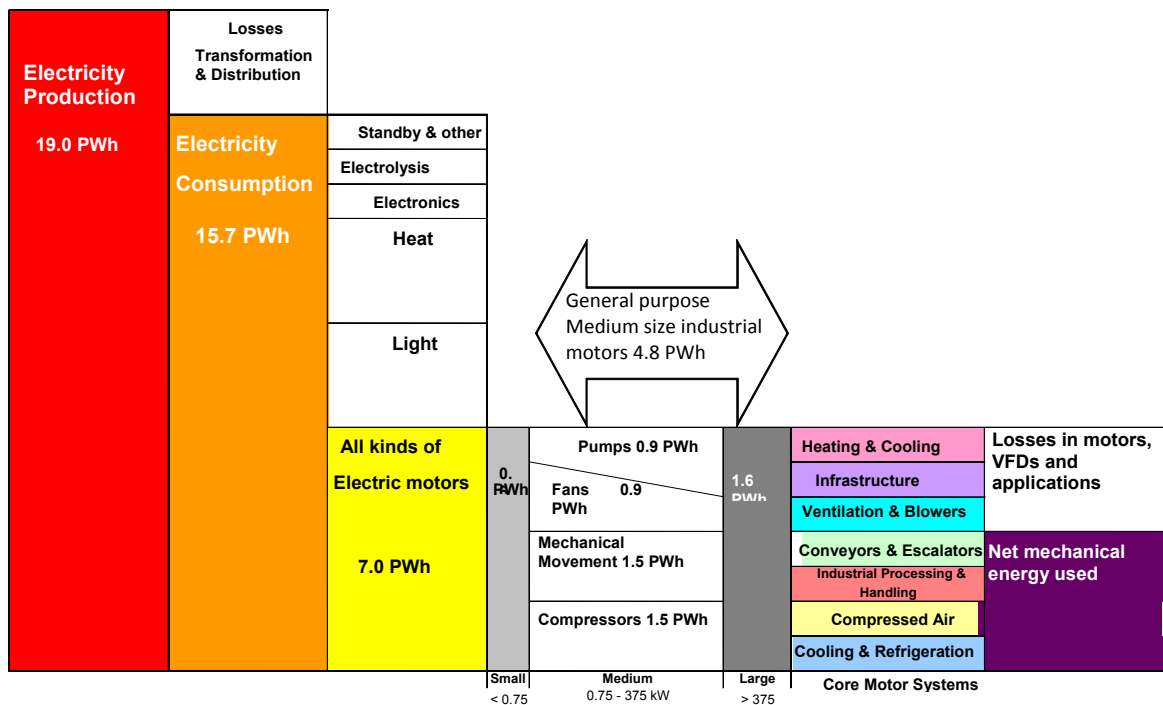 Electricity
Production
19.0 PWh
Losses
Transformation
& Distribution
Electricity
Consumption
15.7 PWh
Standby & other
Electrolysis
Electronics
Heat
Light
All kinds of
Electric motors
7.0 PWh
General purpose
Medium size industrial
motors 4.8 PWh
0.
PWh
Pumps 0.9 PWh
Fans 0.9
PWh
Mechanical
Movement 1.5 PWh
Compressors 1.5 PWh
1.6
PWh
Heating & Cooling
Infrastructure
Ventilation & Blowers
Conveyors & Escalators
Industrial Processing &
Handling
Compressed Air
Cooling & Refrigeration
Losses in motors,
VFDs and
applications
Net mechanical
energy used
Small
< 0.75
Medium
0.75 - 375 kW
Large
> 375
Core Motor Systems